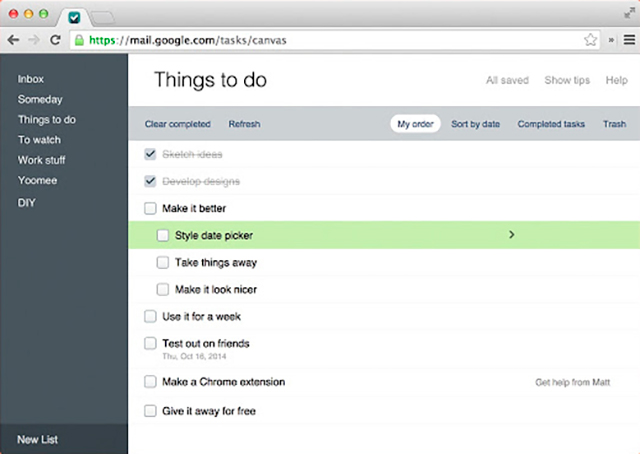 https://mail.google.com/tasks/canvas
Inbox
Someday
Things to do
To watch
Work stuff
Yoomee
DIY
New List
Things to do
All saved Show tips Help
Clear completed Refresh My order Sort by date Completed tasks Trash
Sketch ideas
Develop designs
Make it better
Style date picker
Take things away
Make it look nicer
Use it for a week
Test out on friends
Thu, Oct 16, 2014
Make a Chrome extension Get help from Matt
Give it away for free